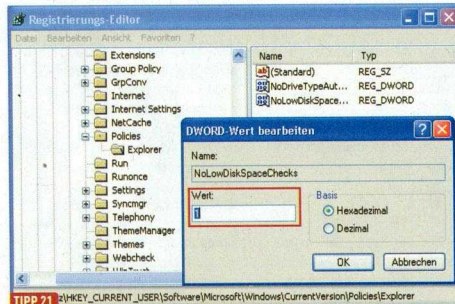 Registrierungs-Editor
Datei Bearbeiten Ansicht Favoriten ?
Extensions
Group Policy
GrpConv
Internet
Internet Settings
NetCache
Policies
Explorer
Run
Runonce
Settings
Syncmgr
Telephony
ThemeManager
Themes
Webcheck
Name Typ
(Standard) REG_SZ
NoDriveTypeAut... REG_DWORD
NoLowDiskSpace... REG_DWORD
DWORD-Wert bearbeiten
Name:
NoLowDiskSpaceChecks
Wert:
1
Basis
Hexadezimal
Dezimal
OK Abbrechen
TIPP 21 z\HKEY_CURRENT_USER\Software\Microsoft\Windows\CurrentVersion\Policies\Explorer